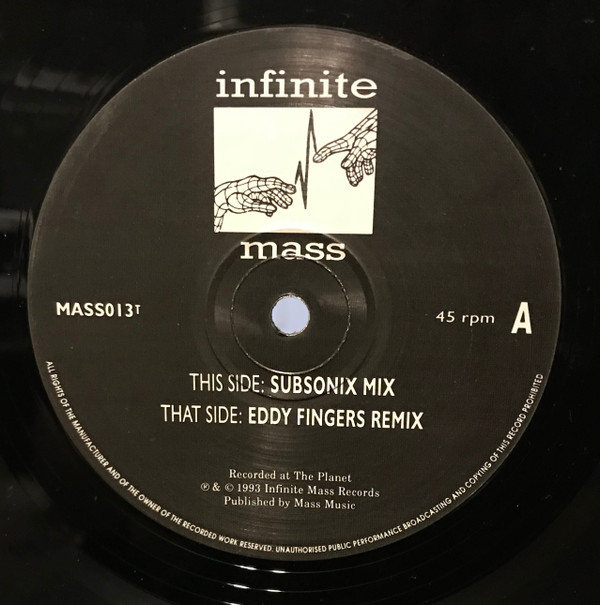 infinite
mass
MASS013T
45 rpm A
THIS SIDE: SUBSONIX MIX
THAT SIDE: EDDY FINGERS REMIX
Recorded at The Planet
℗ & © 1993 Infinite Mass Records
Published by Mass Music
ALL RIGHTS OF THE MANUFACTURER AND OF THE OWNER OF THE RECORDED WORK RESERVED. UNAUTHORISED PUBLIC PERFORMANCE BROADCASTING AND COPYING OF THIS RECORD PROHIBITED